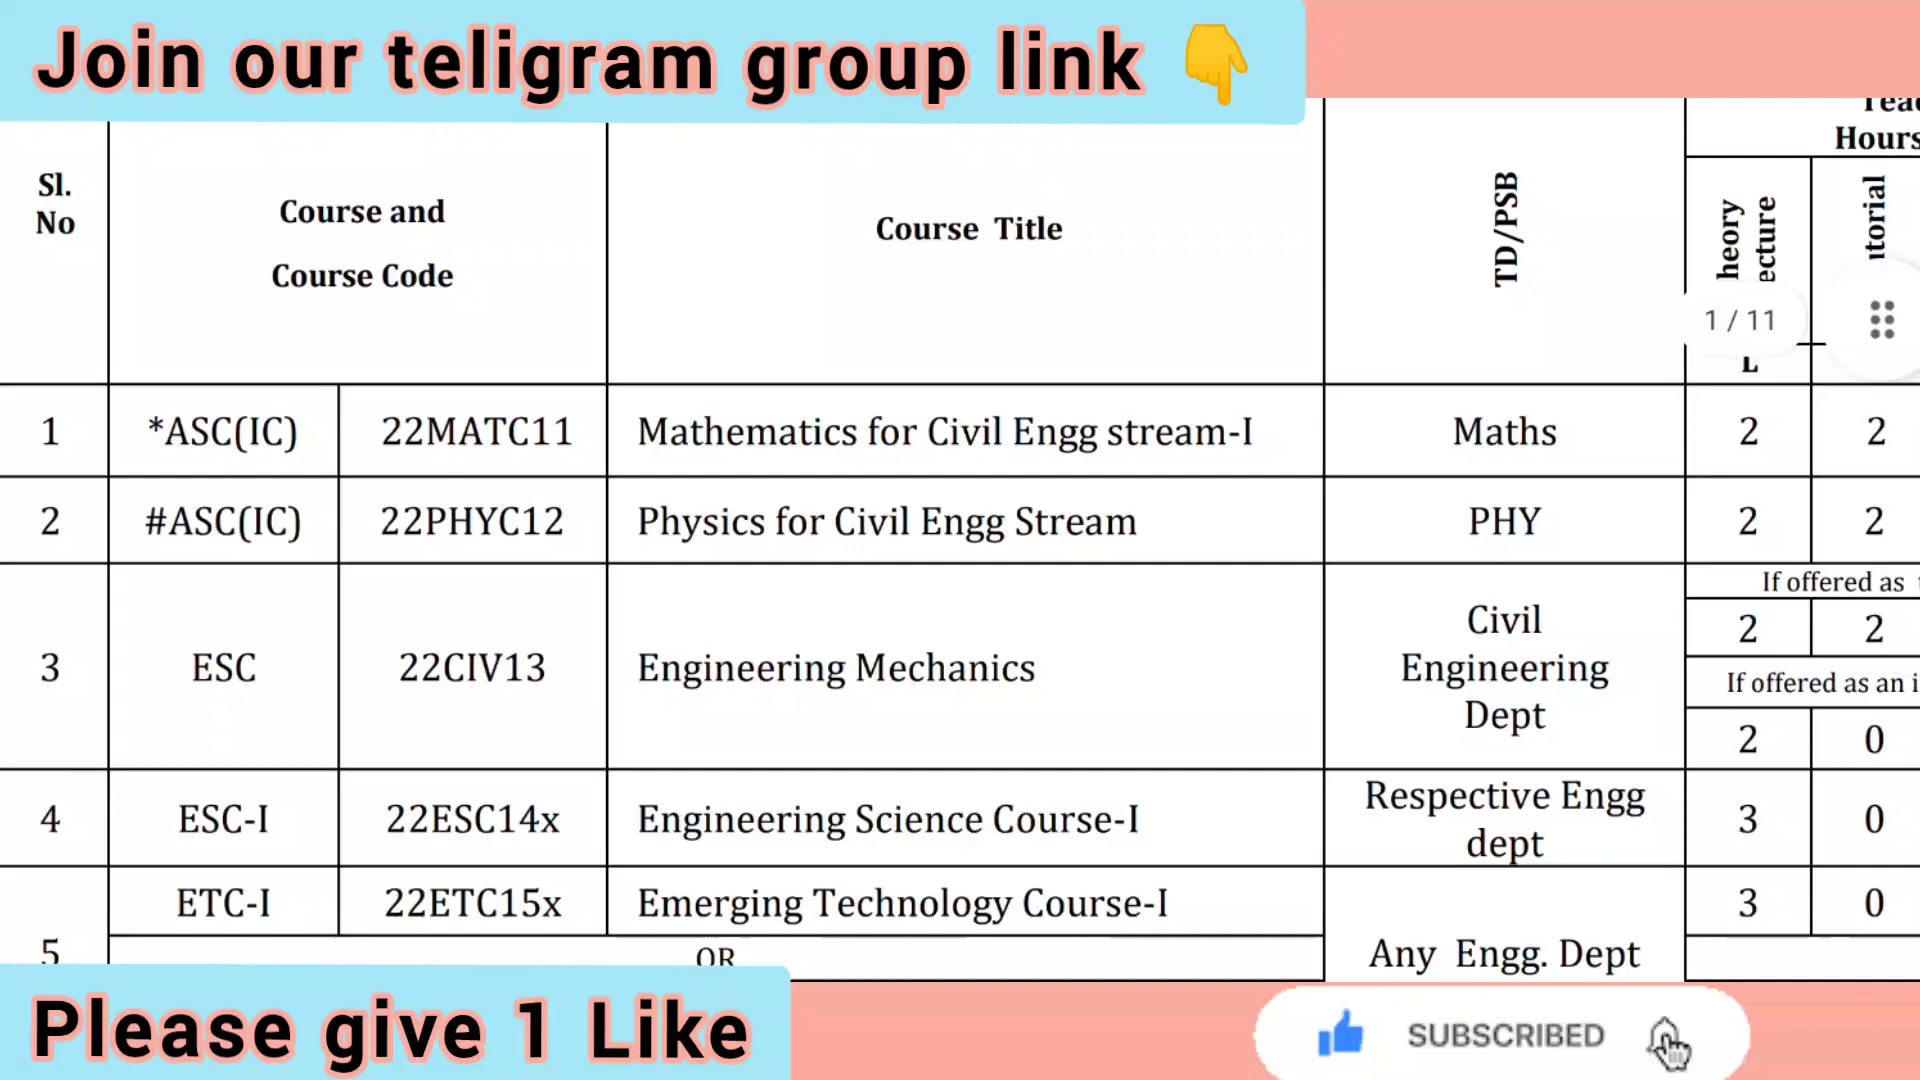 Join our teligram group link
Hours
Sl.
No
Course and
Course Code
Course Title
TD/PSB
1 / 11
L
1 *ASC(IC) 22MATC11 Mathematics for Civil Engg stream-I Maths 2 2
2 #ASC(IC) 22PHYC12 Physics for Civil Engg Stream PHY 2 2
If offered as
3 ESC 22CIV13 Engineering Mechanics Civil Engineering Dept 2 2
If offered as an i
2 0
4 ESC-I 22ESC14x Engineering Science Course-I Respective Engg dept 3 0
5 ETC-I 22ETC15x Emerging Technology Course-I Any Engg. Dept 3 0
OR
Please give 1 Like
SUBSCRIBED